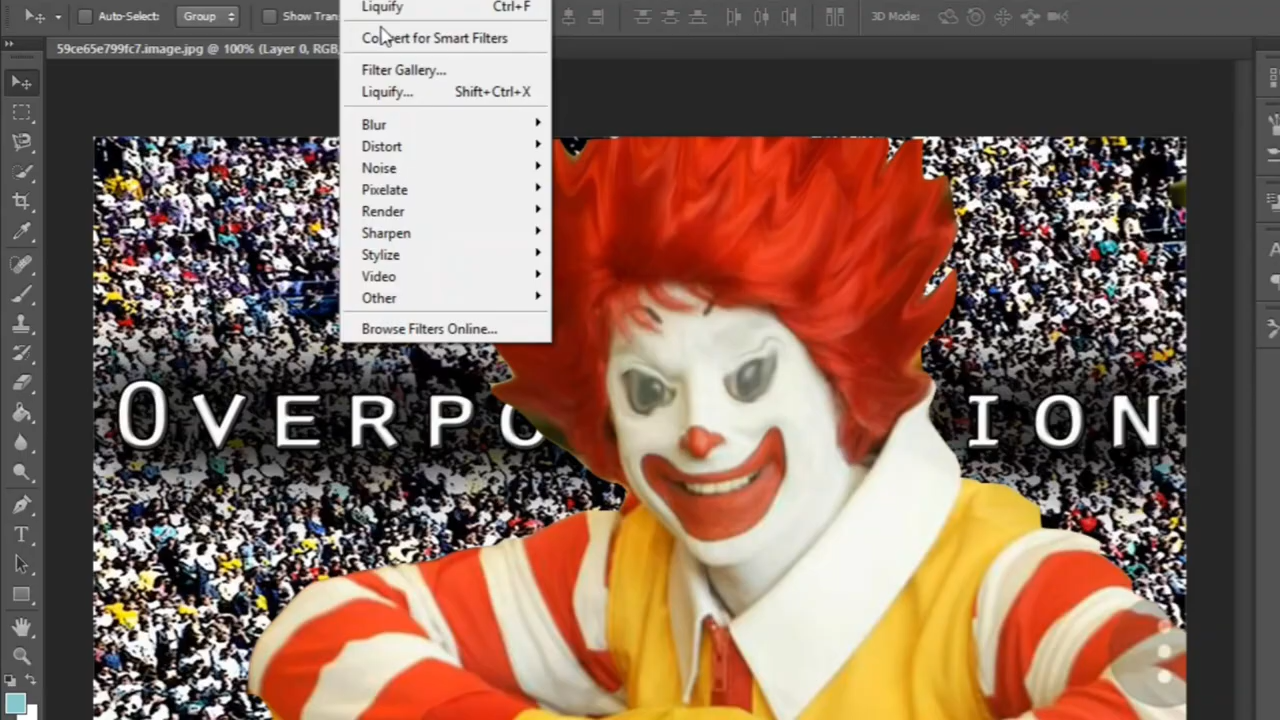 Auto-Select: Group Show Tran 3D Mode:
59ce65e799fc7.image.jpg @ 100% (Layer 0, RGB
Liquify Ctrl+F
Convert for Smart Filters
Filter Gallery...
Liquify... Shift+Ctrl+X
Blur
Distort
Noise
Pixelate
Render
Sharpen
Stylize
Video
Other
Browse Filters Online...
OVERPO ION